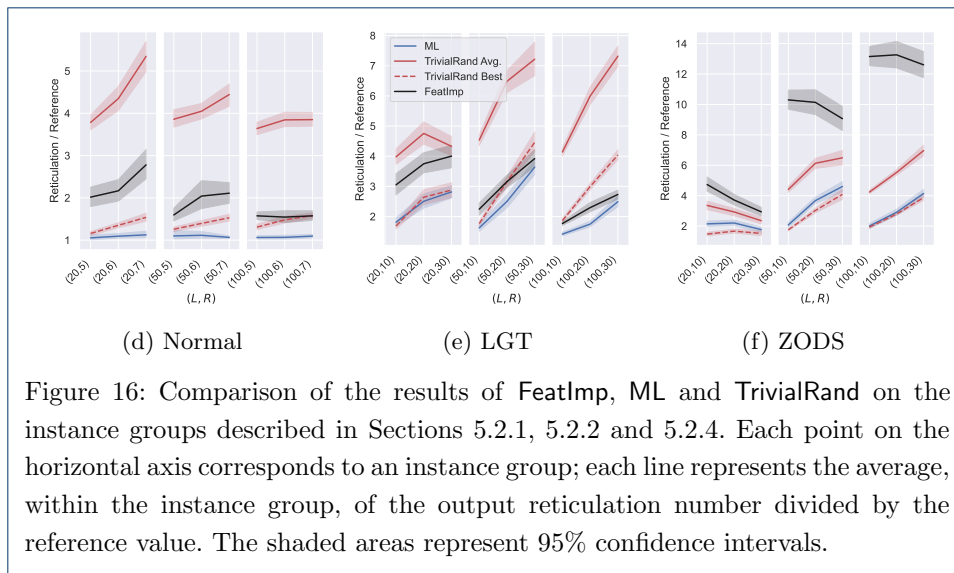 5
4
3
2
1
Reticulation / Reference
(20,5)
(20,6)
(20,7)
(50,5)
(50,6)
(50,7)
(100,5)
(100,6)
(100,7)
(L, R)
(d) Normal
8
7
6
5
4
3
2
Reticulation / Reference
ML
TrivialRand Avg.
TrivialRand Best
FeatImp
(20,10)
(20,20)
(20,30)
(50,10)
(50,20)
(50,30)
(100,10)
(100,20)
(100,30)
(L, R)
(e) LGT
14
12
10
8
6
4
2
Reticulation / Reference
(20,10)
(20,20)
(20,30)
(50,10)
(50,20)
(50,30)
(100,10)
(100,20)
(100,30)
(L, R)
(f) ZODS
Figure 16: Comparison of the results of FeatImp, ML and TrivialRand on the
instance groups described in Sections 5.2.1, 5.2.2 and 5.2.4. Each point on the
horizontal axis corresponds to an instance group; each line represents the average,
within the instance group, of the output reticulation number divided by the
reference value. The shaded areas represent 95% confidence intervals.